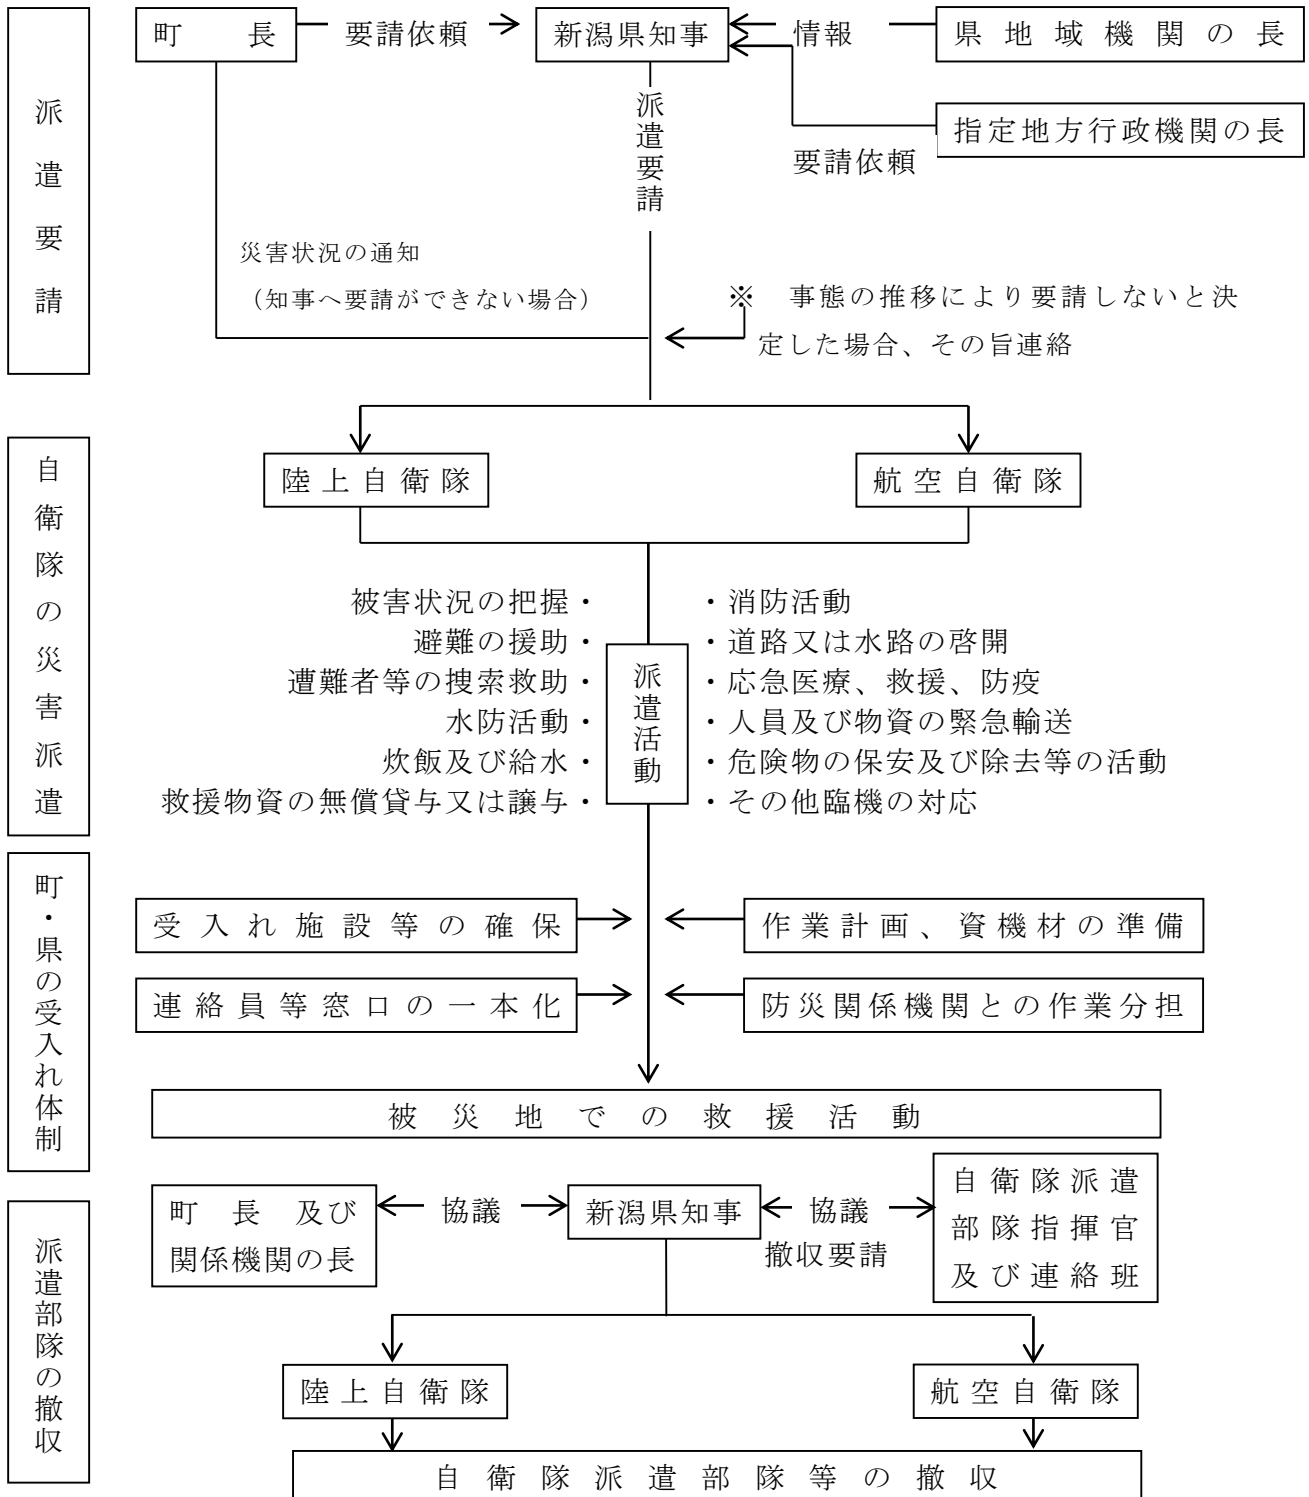 派遣要請
町長
要請依頼
新潟県知事
情報
県地域機関の長
指定地方行政機関の長
要請依頼
派遣要請
災害状況の通知
（知事へ要請ができない場合）
※　事態の推移により要請しないと決
定した場合、その旨連絡
自衛隊の災害派遣
陸上自衛隊
航空自衛隊
被害状況の把握・
避難の援助・
遭難者等の捜索救助・
水防活動・
炊飯及び給水・
救援物資の無償貸与又は譲与・
派遣活動
・消防活動
・道路又は水路の啓開
・応急医療、救援、防疫
・人員及び物資の緊急輸送
・危険物の保安及び除去等の活動
・その他臨機の対応
町・県の受入れ体制
受入れ施設等の確保
作業計画、資機材の準備
連絡員等窓口の一本化
防災関係機関との作業分担
被災地での救援活動
派遣部隊の撤収
町長及び
関係機関の長
協議
新潟県知事
協議
撤収要請
自衛隊派遣
部隊指揮官
及び連絡班
陸上自衛隊
航空自衛隊
自衛隊派遣部隊等の撤収